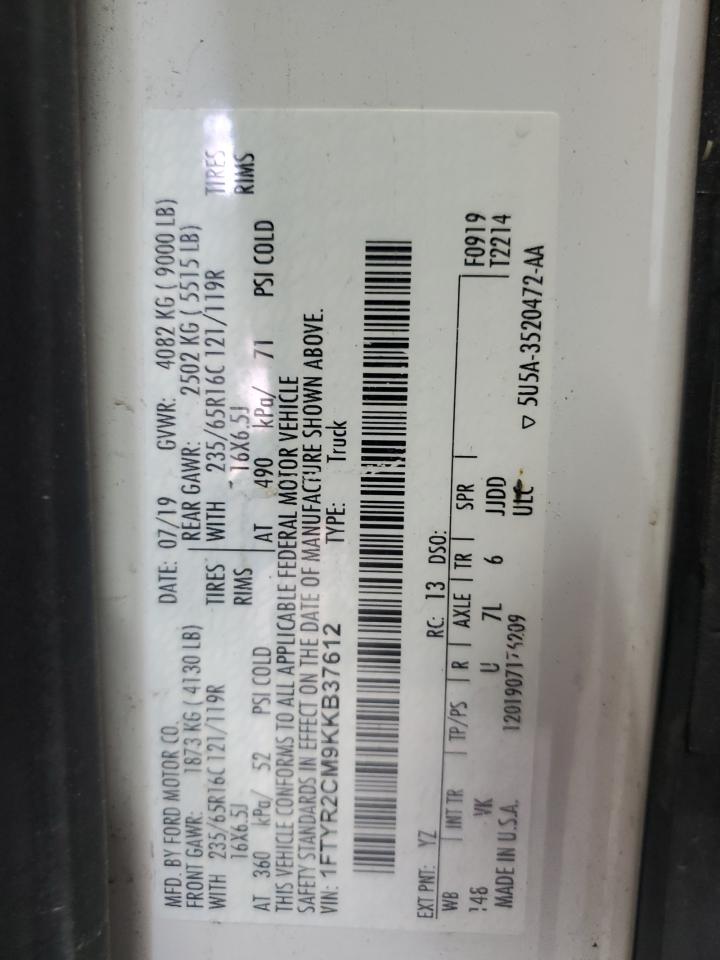 MFD. BY FORD MOTOR CO. DATE: 07/19 GVWR: 4082 KG ( 9000 LB)
FRONT GAWR: 1873 KG ( 4130 LB) REAR GAWR: 2502 KG ( 5515 LB)
WITH 235/65R16C 121/119R TIRES WITH 235/65R16C 121/119R TIRES
16X6.5J RIMS 16X6.5J RIMS
AT 360 kPa/ 52 PSI COLD AT 490 kPa/ 71 PSI COLD
THIS VEHICLE CONFORMS TO ALL APPLICABLE FEDERAL MOTOR VEHICLE
SAFETY STANDARDS IN EFFECT ON THE DATE OF MANUFACTURE SHOWN ABOVE.
VIN: 1FTYR2CM9KKB37612 TYPE: Truck
EXT PNT: YZ RC: 13 DSO: F0919
WB INT TR TP/PS R AXLE TR SPR T2214
148 VK U 7L 6 JJDD
MADE IN U.S.A. ▽ 5U5A-3520472-AA